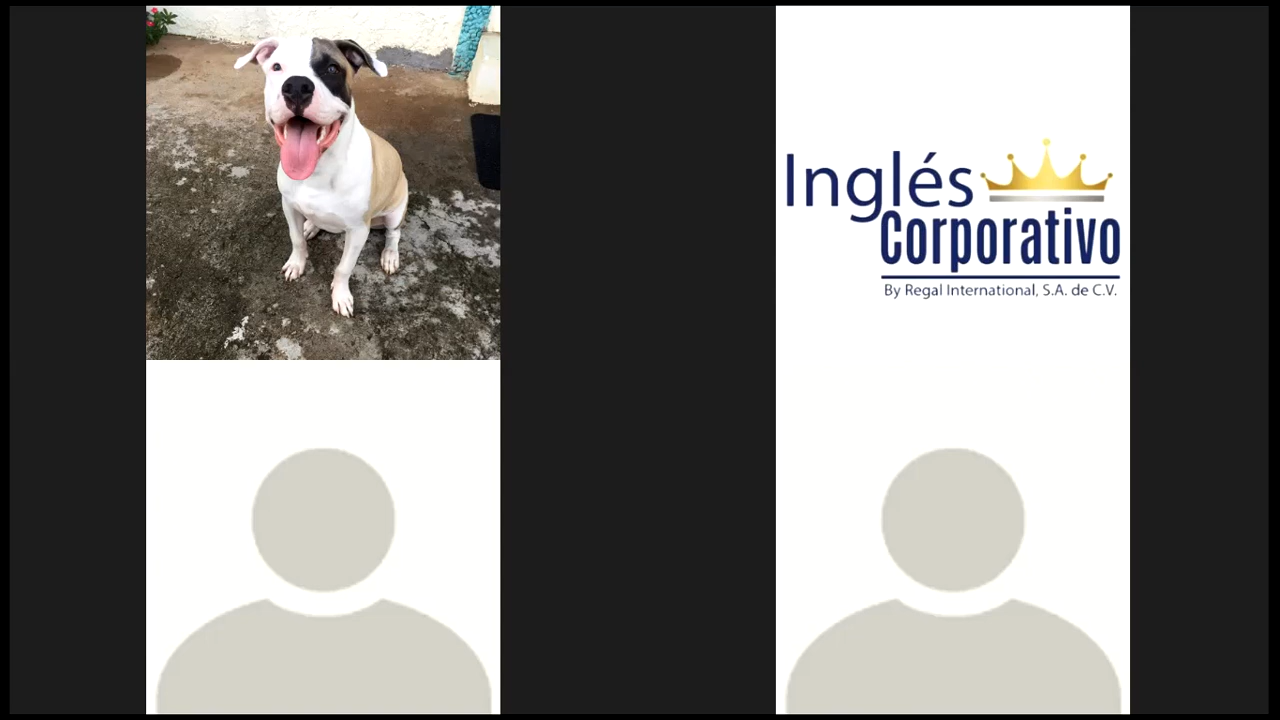 Inglés
Corporativo
By Regal International, S.A. de C.V.